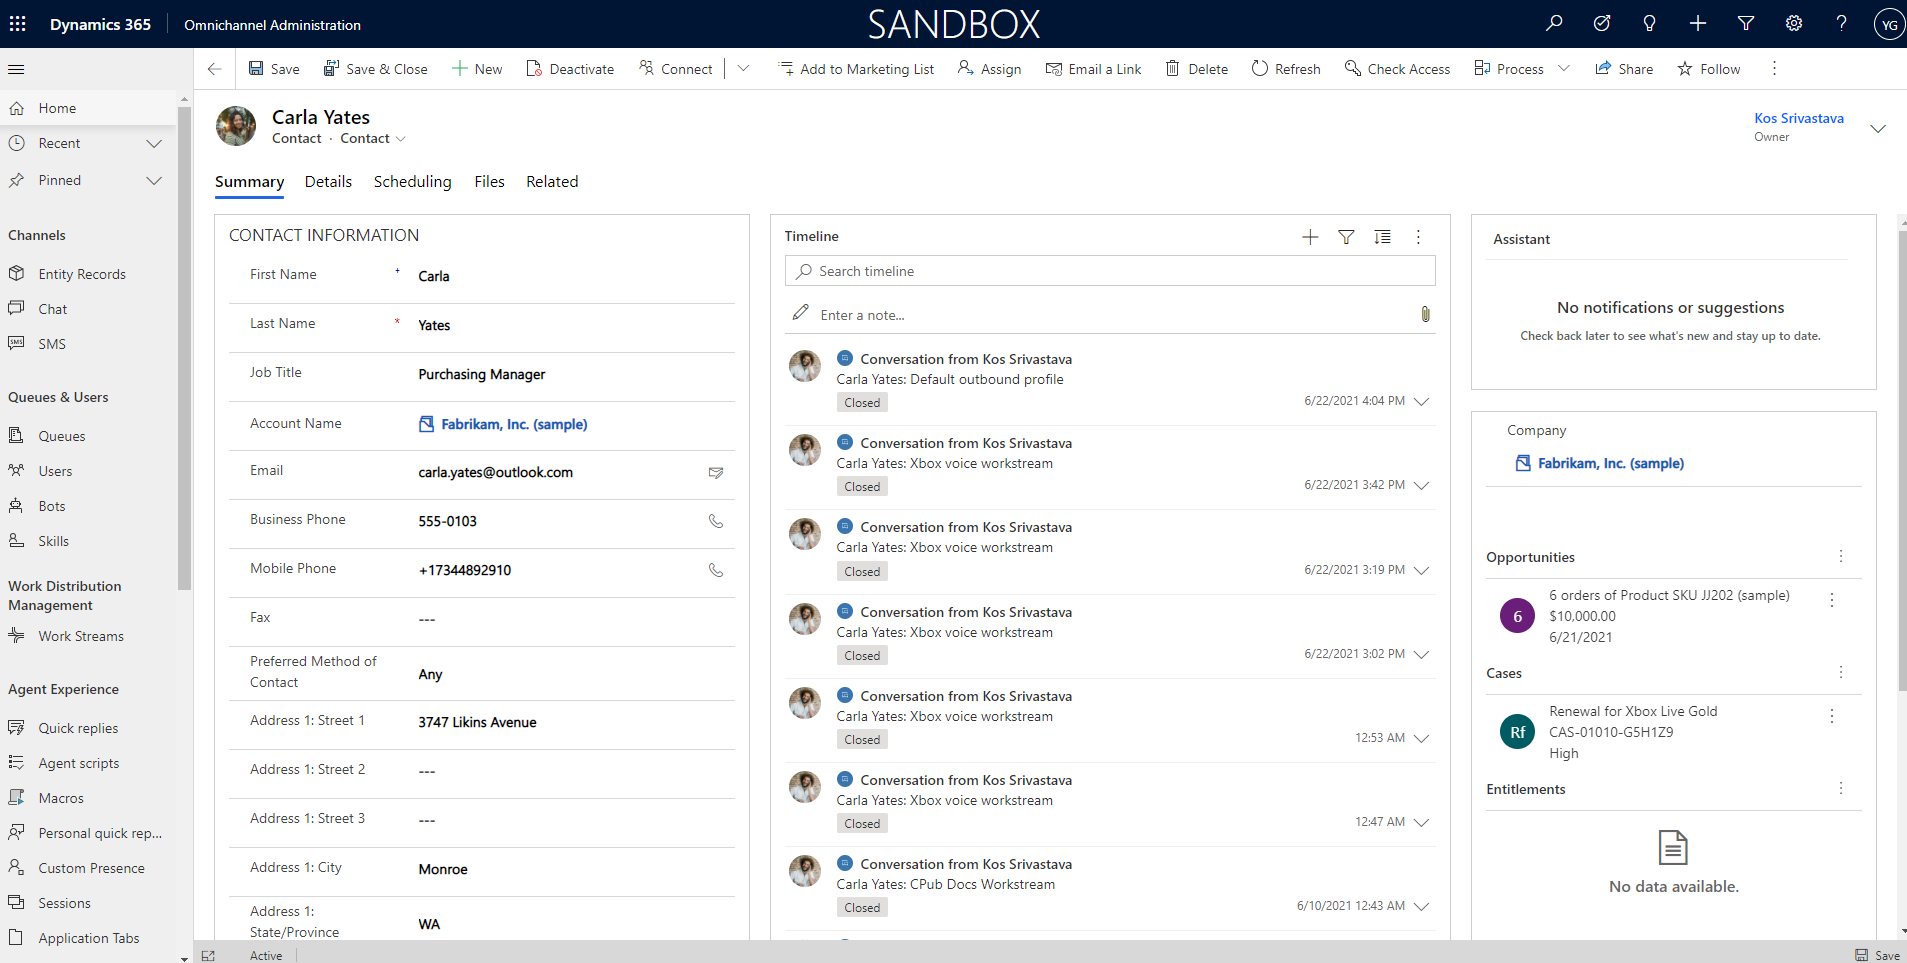 Dynamics 365
Omnichannel Administration
SANDBOX
YG
Save
Save & Close
New
Deactivate
Connect
Add to Marketing List
Assign
Email a Link
Delete
Refresh
Check Access
Process
Share
Follow
Home
Recent
Pinned
Channels
Entity Records
Chat
SMS
SMS
Queues & Users
Queues
Users
Bots
Skills
Work Distribution
Management
Work Streams
Agent Experience
Quick replies
Agent scripts
Macros
Personal quick rep...
Custom Presence
Sessions
Application Tabs
Carla Yates
Contact · Contact
Kos Srivastava
Owner
Summary
Details
Scheduling
Files
Related
CONTACT INFORMATION
First Name + Carla
Last Name * Yates
Job Title Purchasing Manager
Account Name Fabrikam, Inc. (sample)
Email carla.yates@outlook.com
Business Phone 555-0103
Mobile Phone +17344892910
Fax ---
Preferred Method of
Contact
Any
Address 1: Street 1 3747 Likins Avenue
Address 1: Street 2 ---
Address 1: Street 3 ---
Address 1: City Monroe
Address 1:
State/Province
WA
Timeline
Search timeline
Enter a note...
Conversation from Kos Srivastava
Carla Yates: Default outbound profile
Closed
6/22/2021 4:04 PM
Conversation from Kos Srivastava
Carla Yates: Xbox voice workstream
Closed
6/22/2021 3:42 PM
Conversation from Kos Srivastava
Carla Yates: Xbox voice workstream
Closed
6/22/2021 3:19 PM
Conversation from Kos Srivastava
Carla Yates: Xbox voice workstream
Closed
6/22/2021 3:02 PM
Conversation from Kos Srivastava
Carla Yates: Xbox voice workstream
Closed
12:53 AM
Conversation from Kos Srivastava
Carla Yates: Xbox voice workstream
Closed
12:47 AM
Conversation from Kos Srivastava
Carla Yates: CPub Docs Workstream
Closed
6/10/2021 12:43 AM
Assistant
No notifications or suggestions
Check back later to see what's new and stay up to date.
Company
Fabrikam, Inc. (sample)
Opportunities
6
6 orders of Product SKU JJ202 (sample)
$10,000.00
6/21/2021
Cases
Rf
Renewal for Xbox Live Gold
CAS-01010-G5H1Z9
High
Entitlements
No data available.
Active
Save